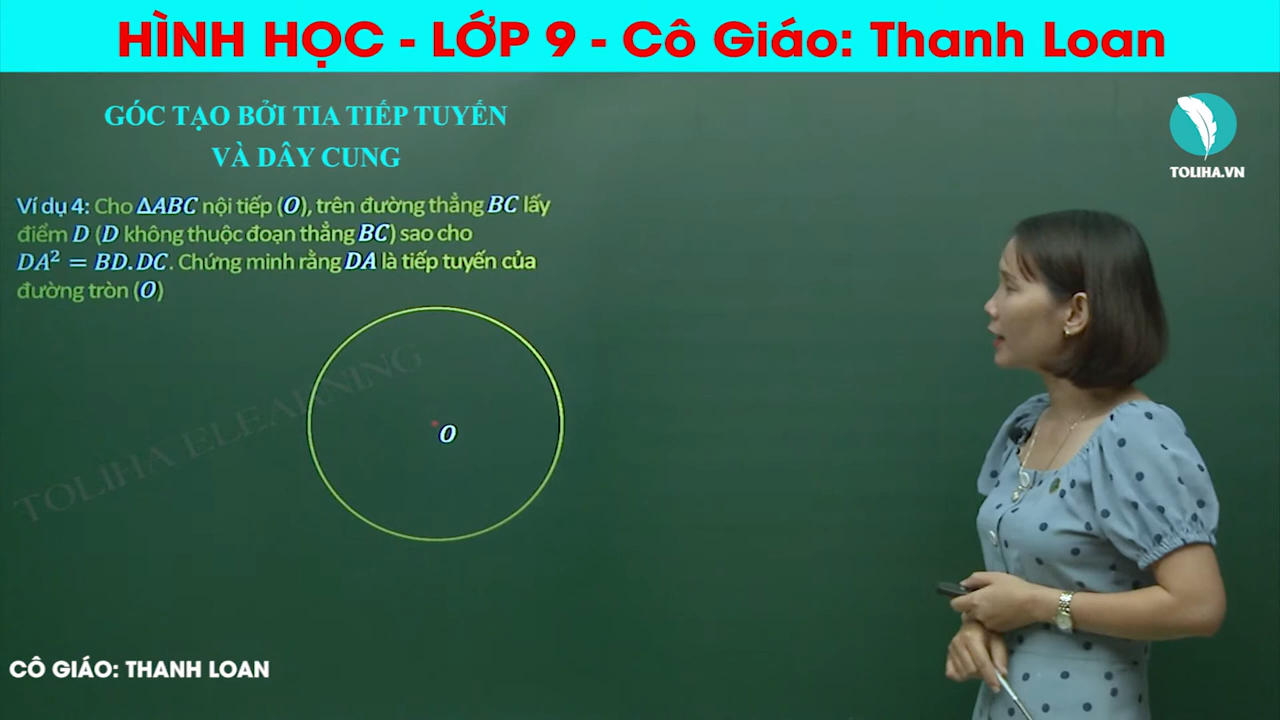 HÌNH HỌC - LỚP 9 - Cô Giáo: Thanh Loan
GÓC TẠO BỞI TIA TIẾP TUYẾN
VÀ DÂY CUNG
TOLIHA.VN
Ví dụ 4: Cho ΔABC nội tiếp (O), trên đường thẳng BC lấy
điểm D (D không thuộc đoạn thẳng BC) sao cho
DA² = BD.DC. Chứng minh rằng DA là tiếp tuyến của
đường tròn (O)
TOLIHA ELEARNING
O
CÔ GIÁO: THANH LOAN